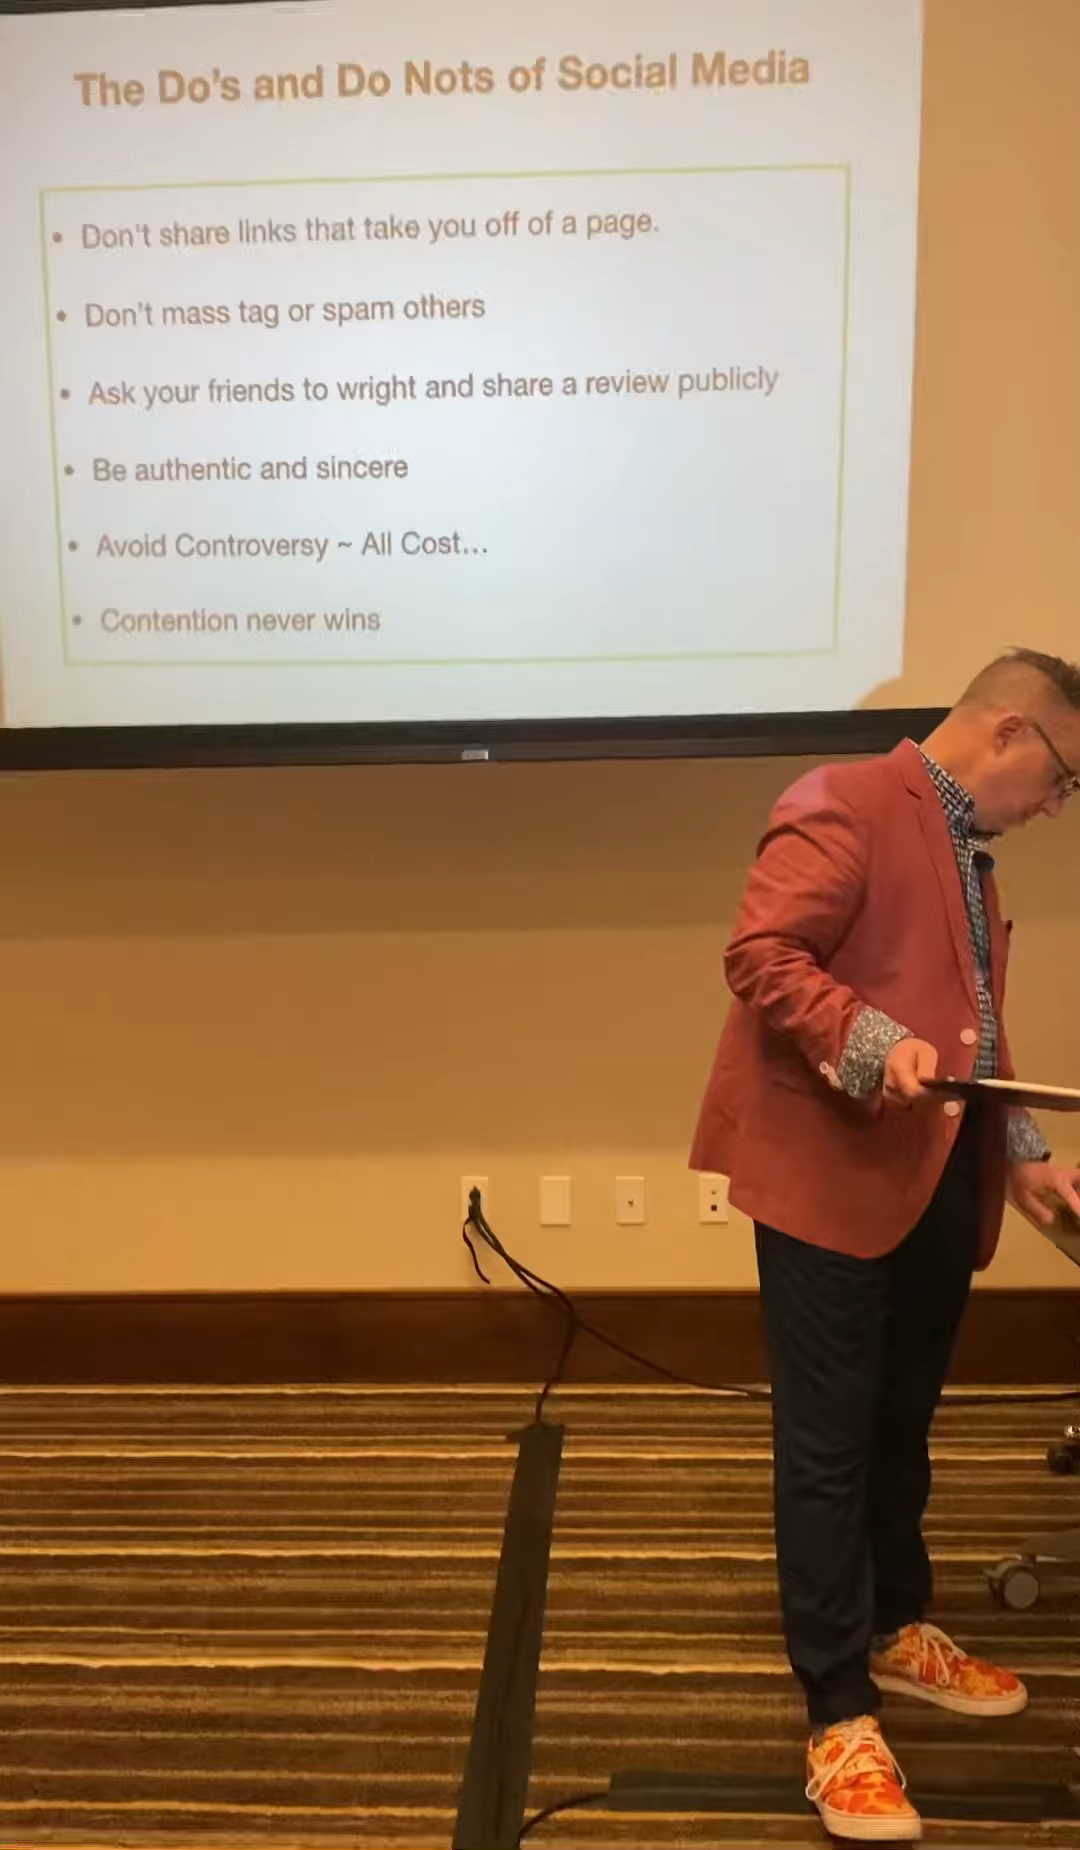 The Do's and Do Nots of Social Media
• Don't share links that take you off of a page.
• Don't mass tag or spam others
• Ask your friends to wright and share a review publicly
• Be authentic and sincere
• Avoid Controversy ~ All Cost...
• Contention never wins